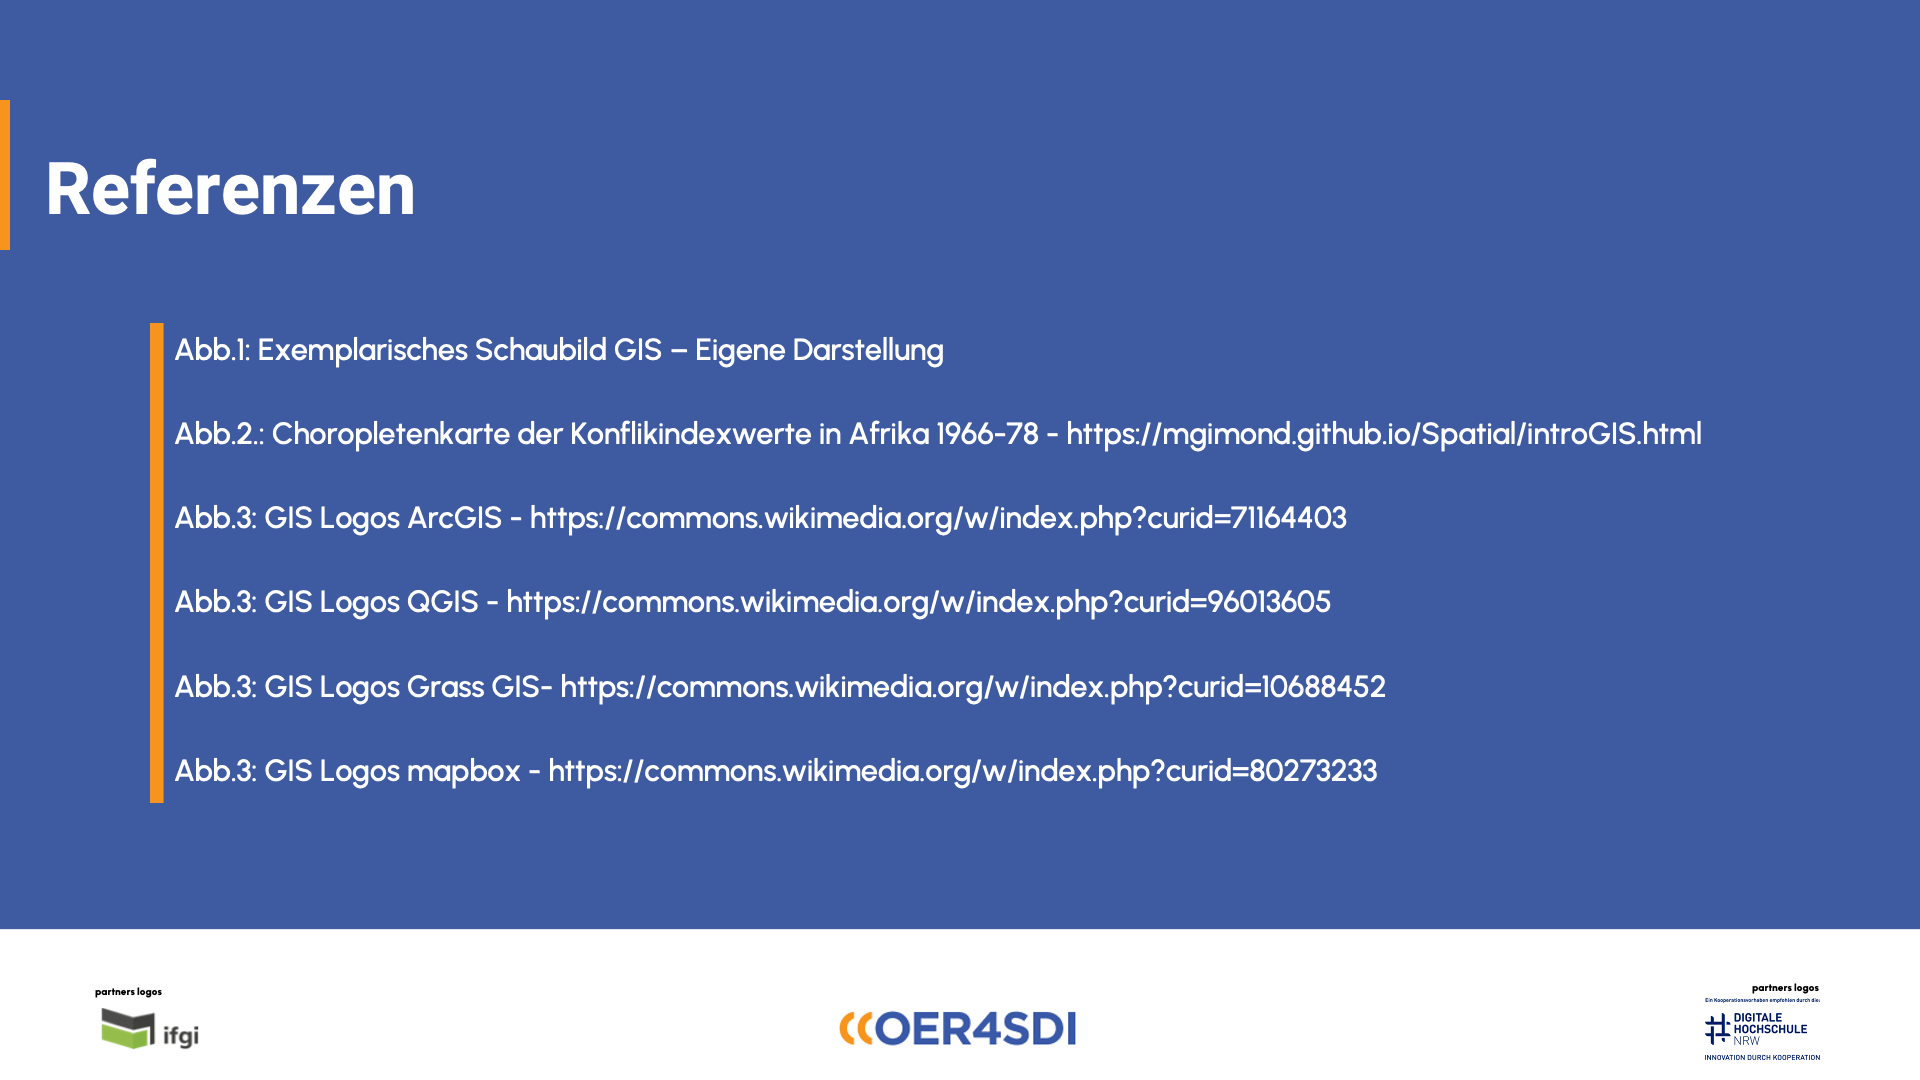 Referenzen
Abb.1: Exemplarisches Schaubild GIS – Eigene Darstellung
Abb.2.: Choropletenkarte der Konflikindexwerte in Afrika 1966-78 - https://mgimond.github.io/Spatial/introGIS.html
Abb.3: GIS Logos ArcGIS - https://commons.wikimedia.org/w/index.php?curid=71164403
Abb.3: GIS Logos QGIS - https://commons.wikimedia.org/w/index.php?curid=96013605
Abb.3: GIS Logos Grass GIS- https://commons.wikimedia.org/w/index.php?curid=10688452
Abb.3: GIS Logos mapbox - https://commons.wikimedia.org/w/index.php?curid=80273233
partners logos
ifgi
OER4SDI
partners logos
Ein Kooperationsvorhaben empfohlen durch die:
DIGITALE
HOCHSCHULE
NRW
INNOVATION DURCH KOOPERATION